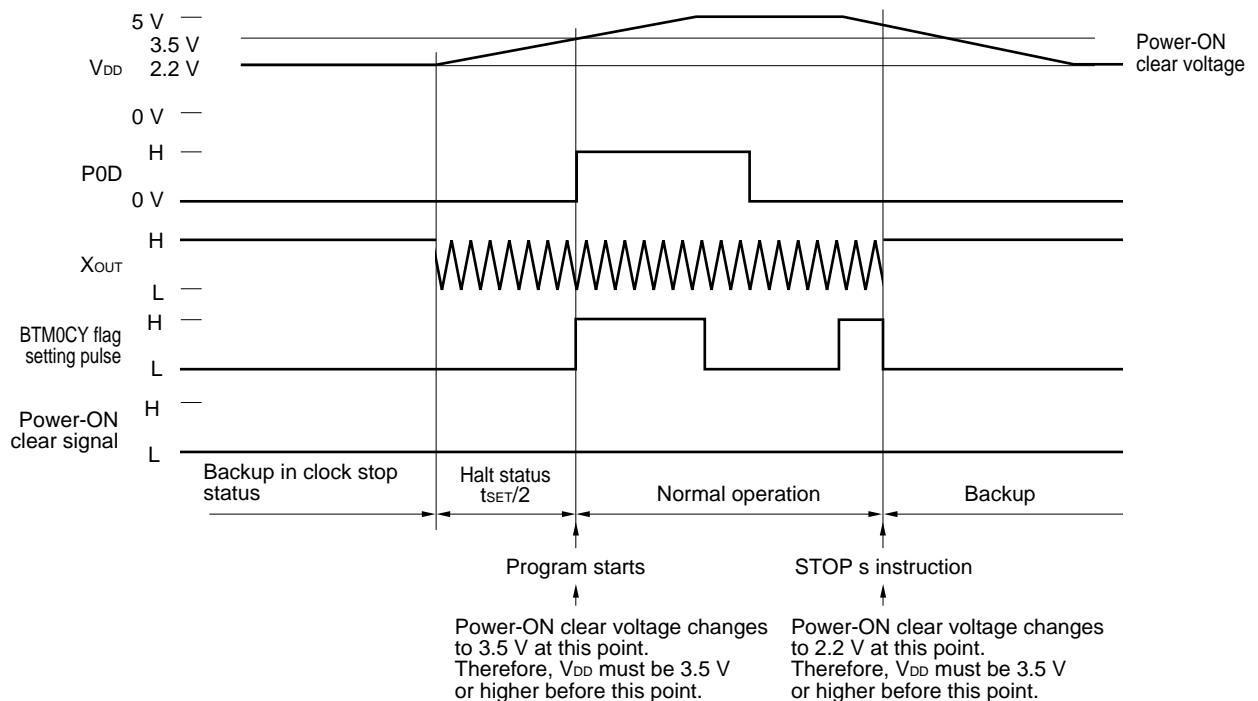 5 V
3.5 V
VDD 2.2 V
Power-ON
clear voltage
0 V
H
P0D
0 V
H
XOUT
L
H
BTM0CY flag
setting pulse
L
H
Power-ON
clear signal
L
Backup in clock stop
status
Halt status
tSET/2
Normal operation
Backup
Program starts
STOP s instruction
Power-ON clear voltage changes
to 3.5 V at this point.
Therefore, VDD must be 3.5 V
or higher before this point.
Power-ON clear voltage changes
to 2.2 V at this point.
Therefore, VDD must be 3.5 V
or higher before this point.